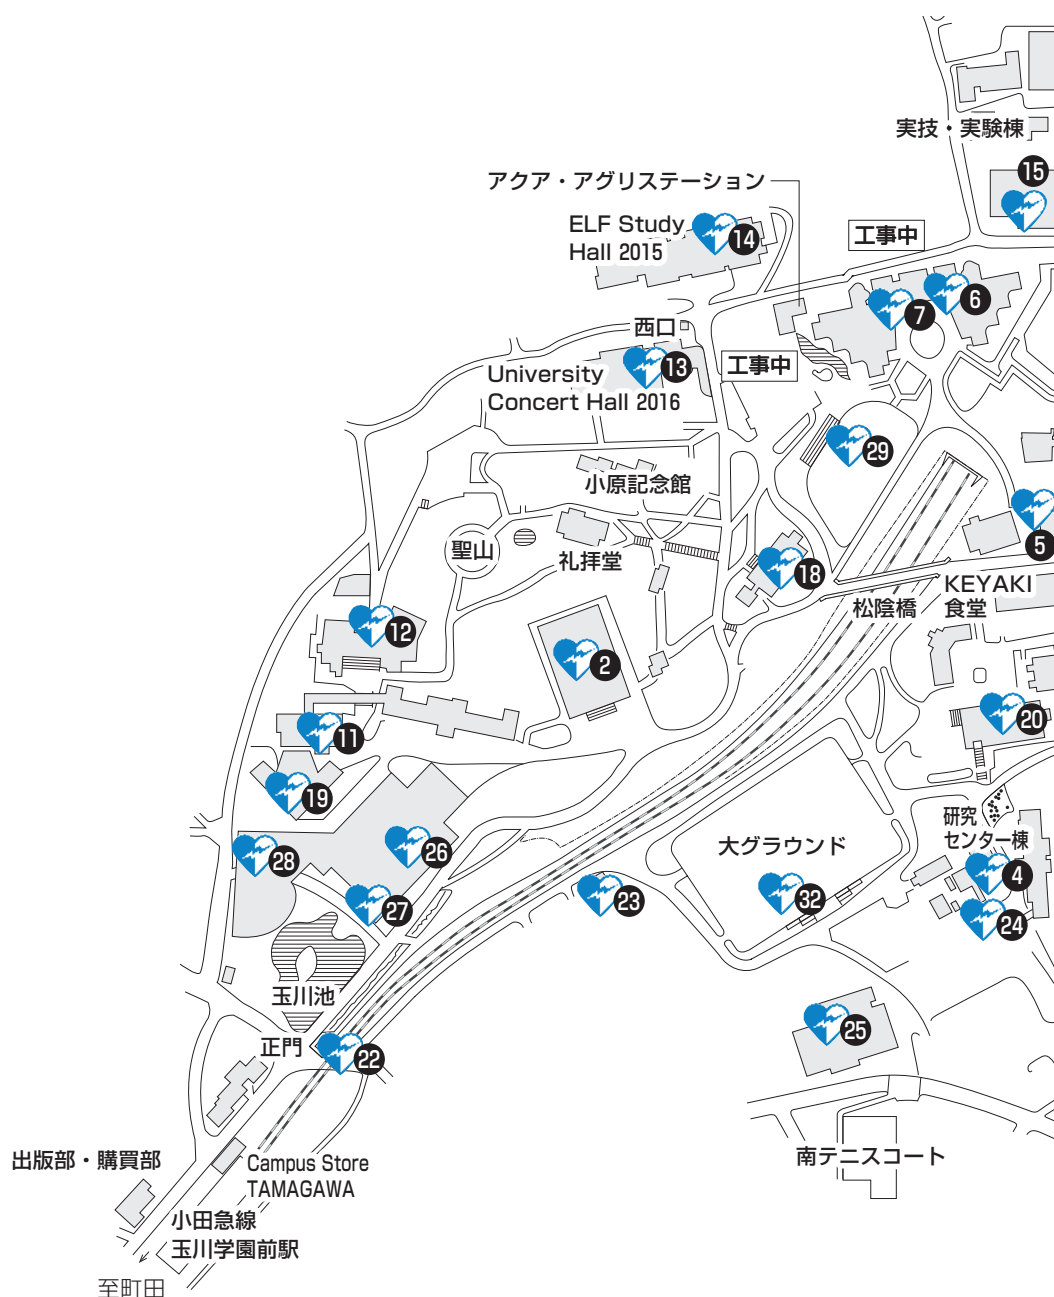 実技・実験棟
15
アクア・アグリステーション
ELF Study
Hall 2015
14
工事中
6
7
西口
工事中
13
University
Concert Hall 2016
29
小原記念館
5
聖山
礼拝堂
18
KEYAKI
食堂
松陰橋
12
2
20
11
19
研究
センター棟
大グラウンド
26
28
4
32
23
27
24
玉川池
25
正門
22
南テニスコート
出版部・購買部
Campus Store
TAMAGAWA
小田急線
玉川学園前駅
至町田